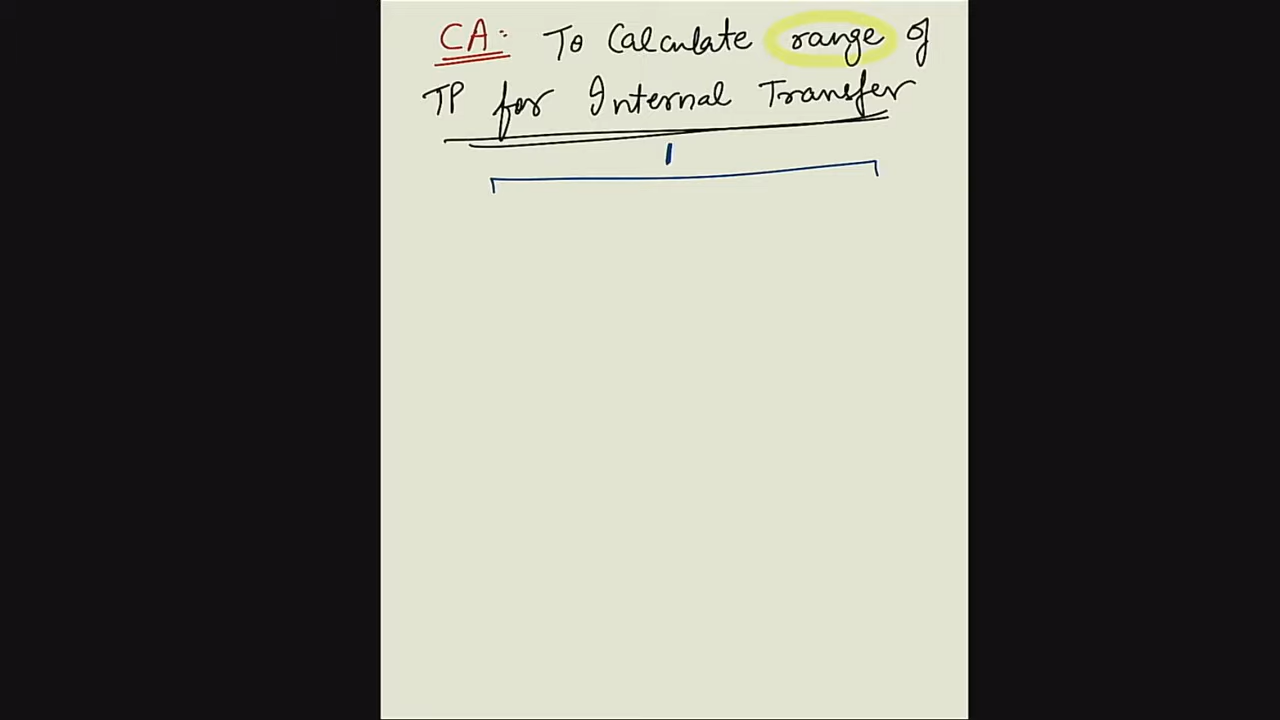 CA: To Calculate range of
TP for Internal Transfer